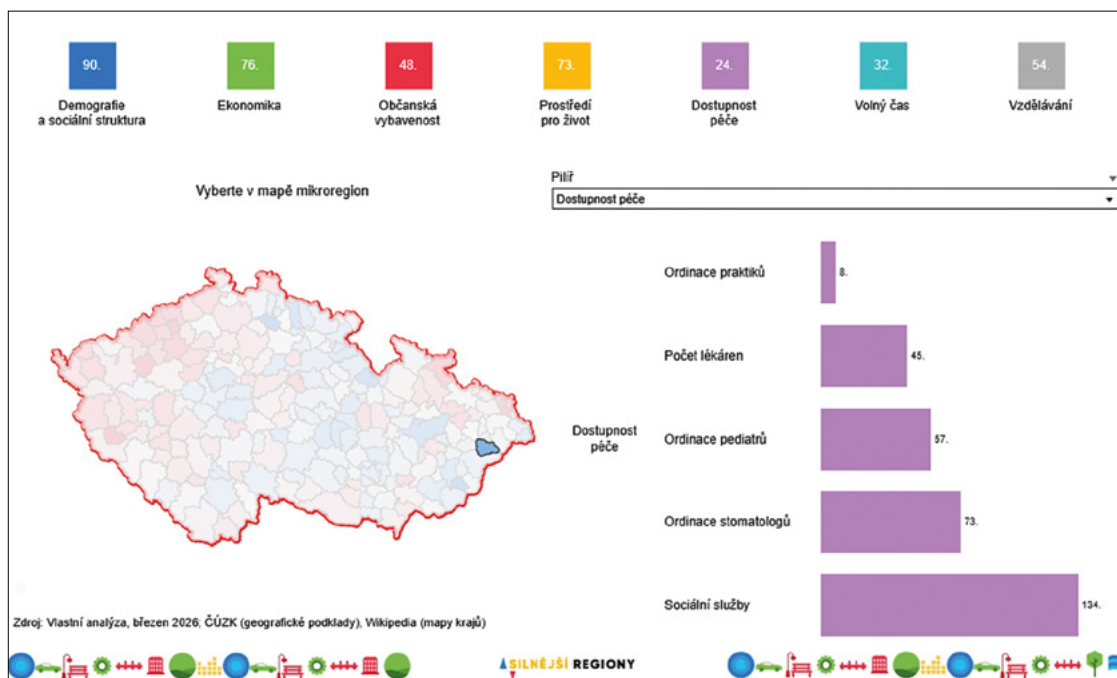 90.
76.
48.
73.
24.
32.
54.
Demografie
a sociální struktura
Ekonomika
Občanská
vybavenost
Prostředí
pro život
Dostupnost
péče
Volný čas
Vzdělávání
Vyberte v mapě mikroregion
Pilíř
Dostupnost péče
Dostupnost
péče
Ordinace praktiků
8.
Počet lékáren
45.
Ordinace pediatrů
57.
Ordinace stomatologů
73.
Sociální služby
134.
Zdroj: Vlastní analýza, březen 2026, ČÚZK (geografické podklady), Wikipedia (mapy krajů)
SILNĚJŠÍ REGIONY